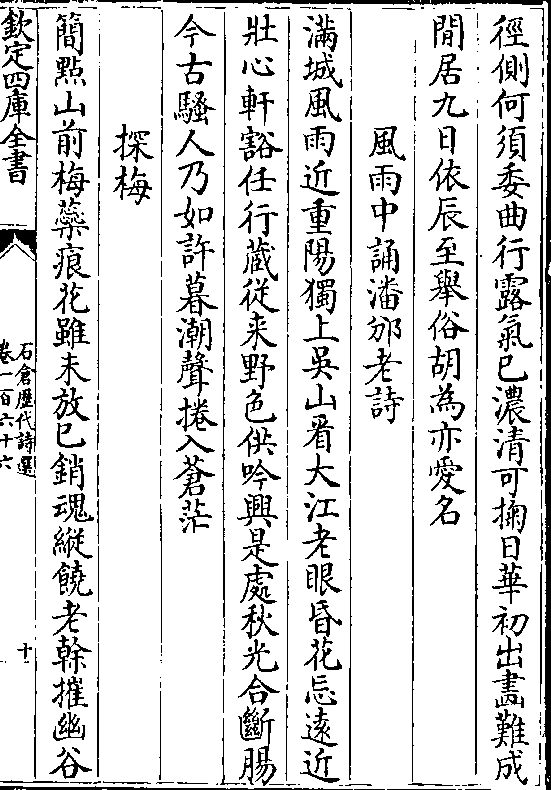 徑側何須委曲行露氣已濃清可掬日華初出畫難成
閒居九日依辰至舉俗胡為亦愛名
風雨中誦潘邠老詩
滿城風雨近重陽獨上吳山看大江老眼昏花忘遠近
壯心軒豁任行藏從来野色供吟興是處秋光合斷腸
今古騷人乃如許暮潮聲捲入蒼茫
探梅
簡點山前梅蘂痕花雖未放已銷魂縱饒老幹摧幽谷
欽定四庫全書
石倉歷代詩選
卷一百六十六
十